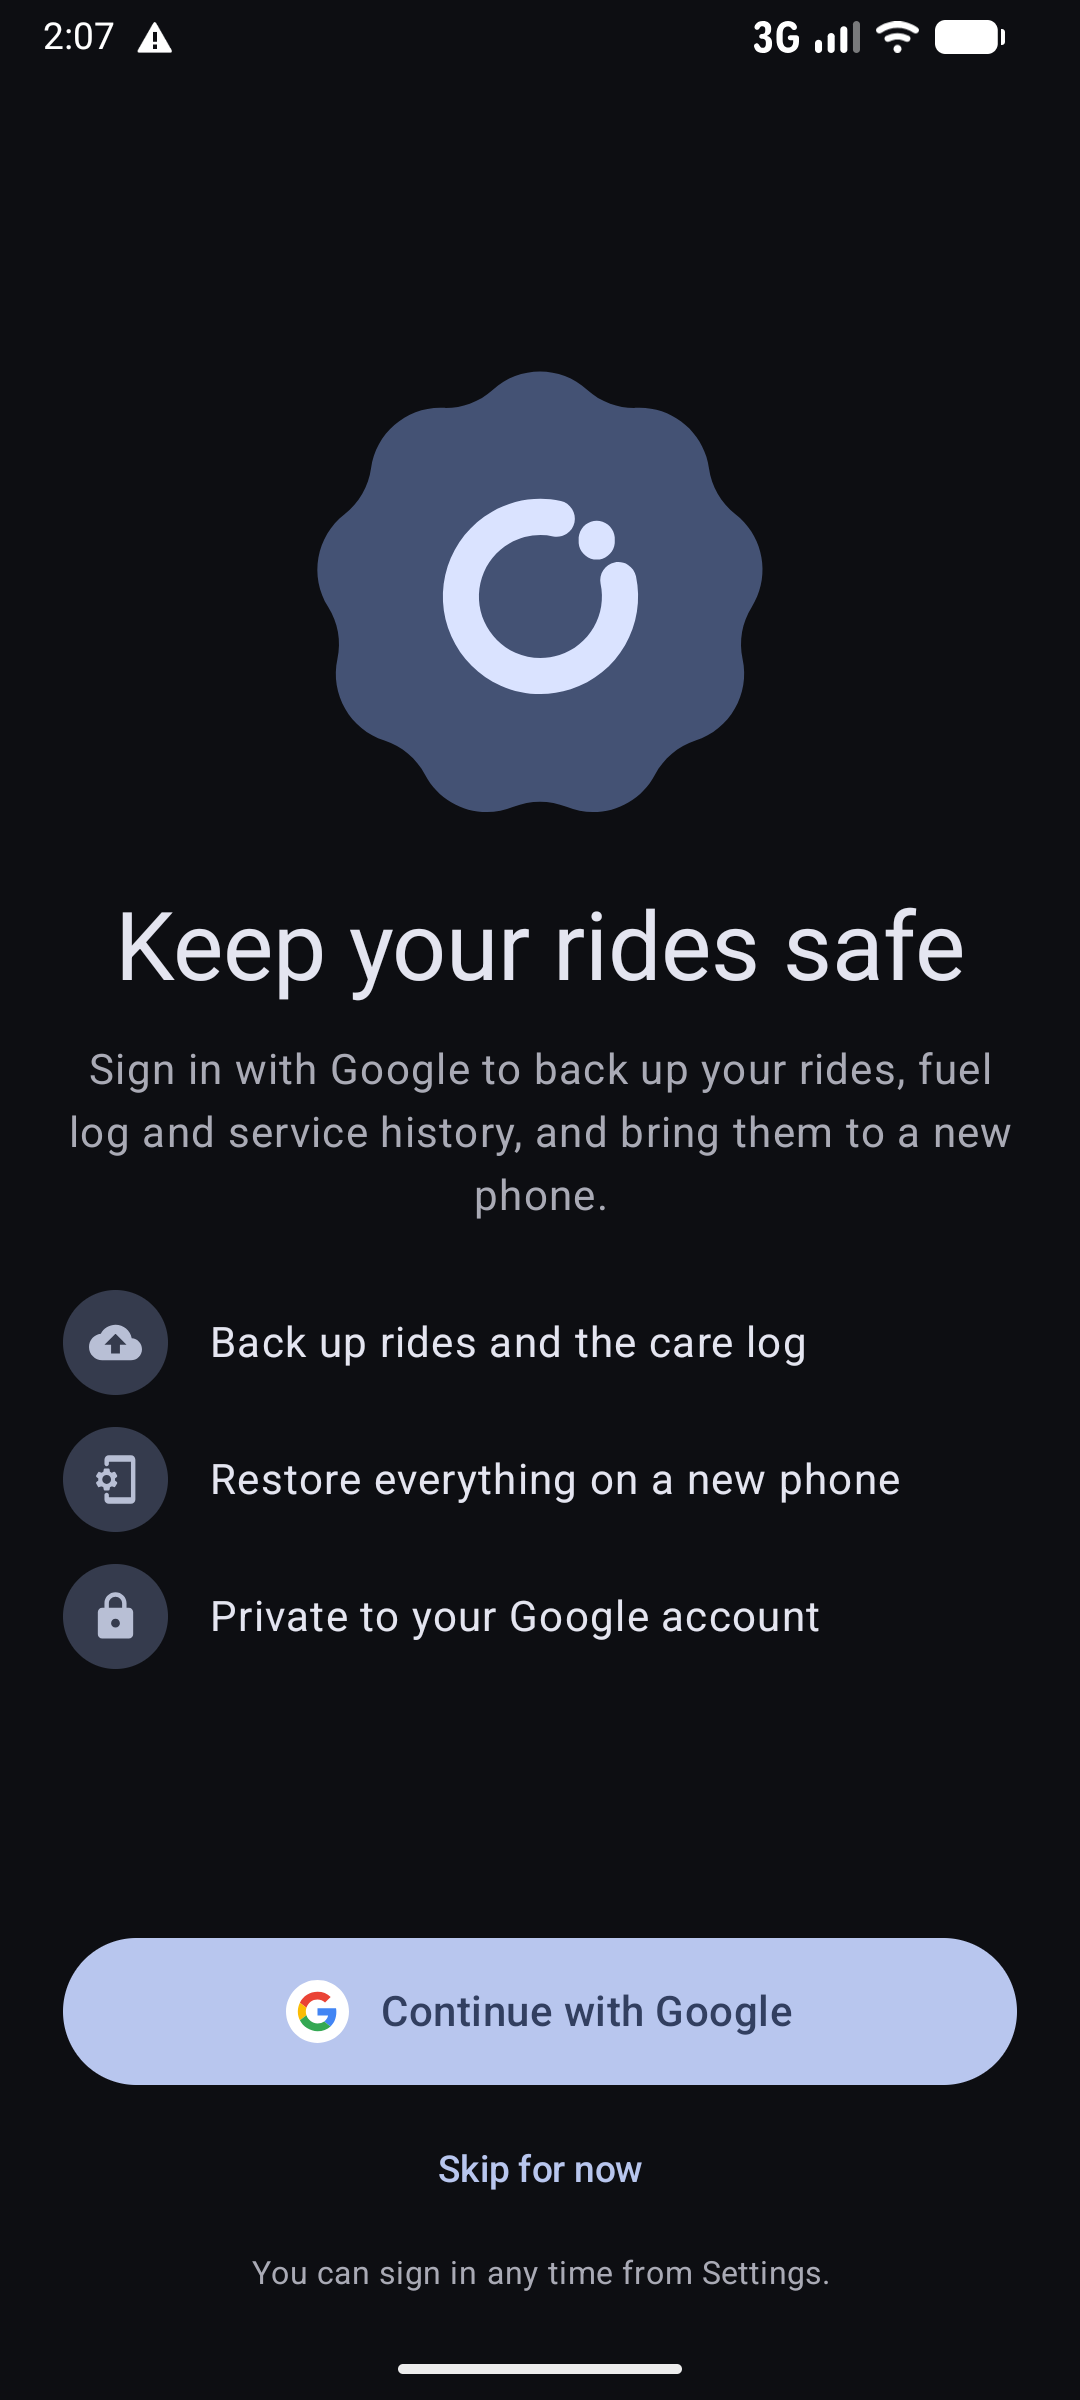 2:07
3G
Keep your rides safe
Sign in with Google to back up your rides, fuel
log and service history, and bring them to a new
phone.
Back up rides and the care log
Restore everything on a new phone
Private to your Google account
Continue with Google
Skip for now
You can sign in any time from Settings.